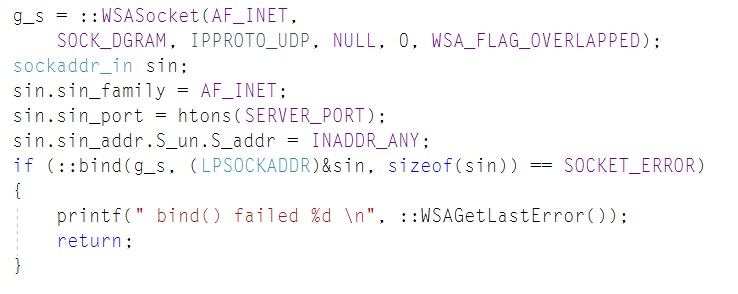 g_s = ::WSASocket(AF_INET,
    SOCK_DGRAM, IPPROTO_UDP, NULL, 0, WSA_FLAG_OVERLAPPED);
sockaddr_in sin;
sin.sin_family = AF_INET;
sin.sin_port = htons(SERVER_PORT);
sin.sin_addr.S_un.S_addr = INADDR_ANY;
if (::bind(g_s, (LPSOCKADDR)&sin, sizeof(sin)) == SOCKET_ERROR)
{
    printf(" bind() failed %d \n", ::WSAGetLastError());
    return;
}